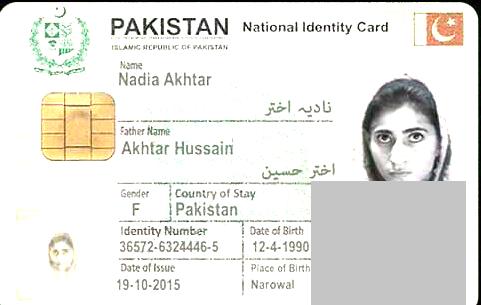 PAKISTAN National Identity Card
ISLAMIC REPUBLIC OF PAKISTAN
Name
Nadia Akhtar
نادیہ اختر
Father Name
Akhtar Hussain
اختر حسین
Gender Country of Stay
F Pakistan
Identity Number Date of Birth
36572-6324446-5 12-4-1990
Date of Issue Place of Birth
19-10-2015 Narowal